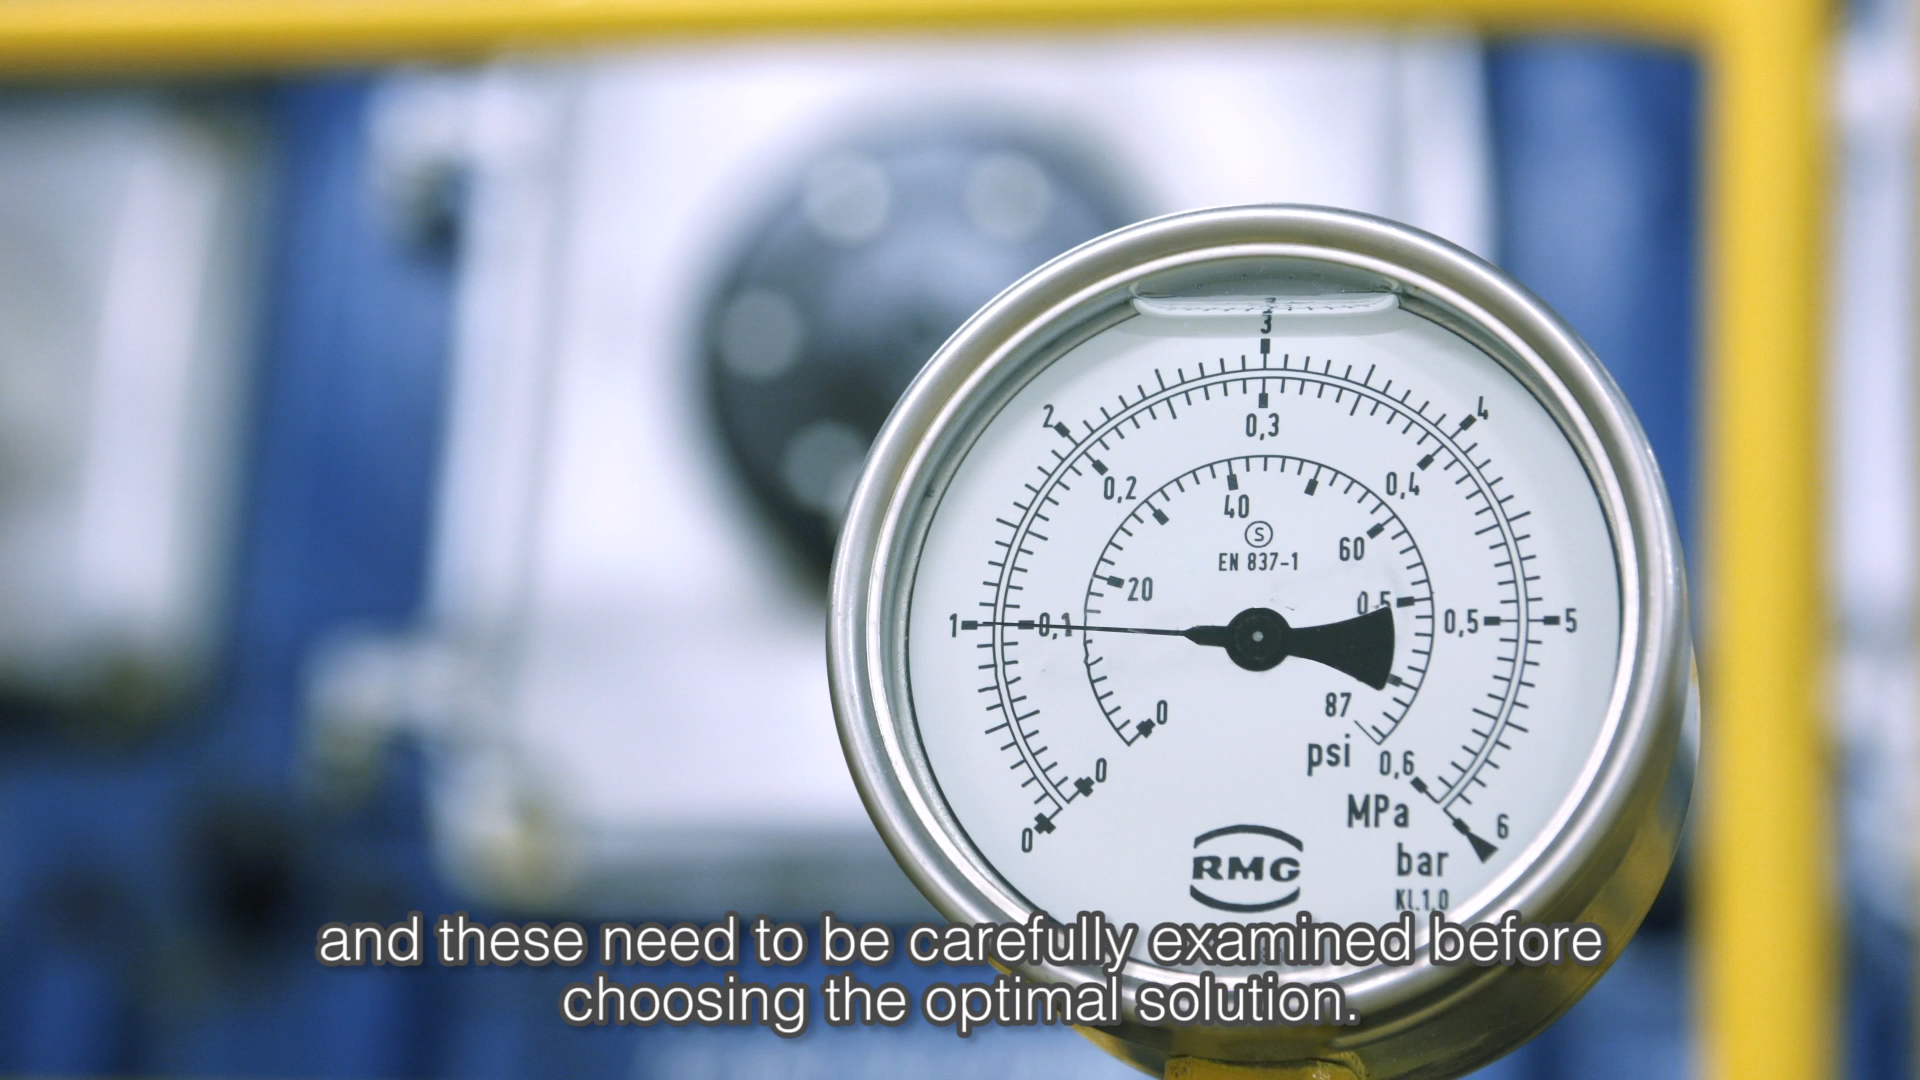 3
2
4
0,3
0,2
0,4
40
S
60
EN 837-1
20
0,5
1
0,1
0,5
5
87
0
psi
0
0,6
MPa
0
6
bar
RMG
KL.1,0
and these need to be carefully examined before
choosing the optimal solution.